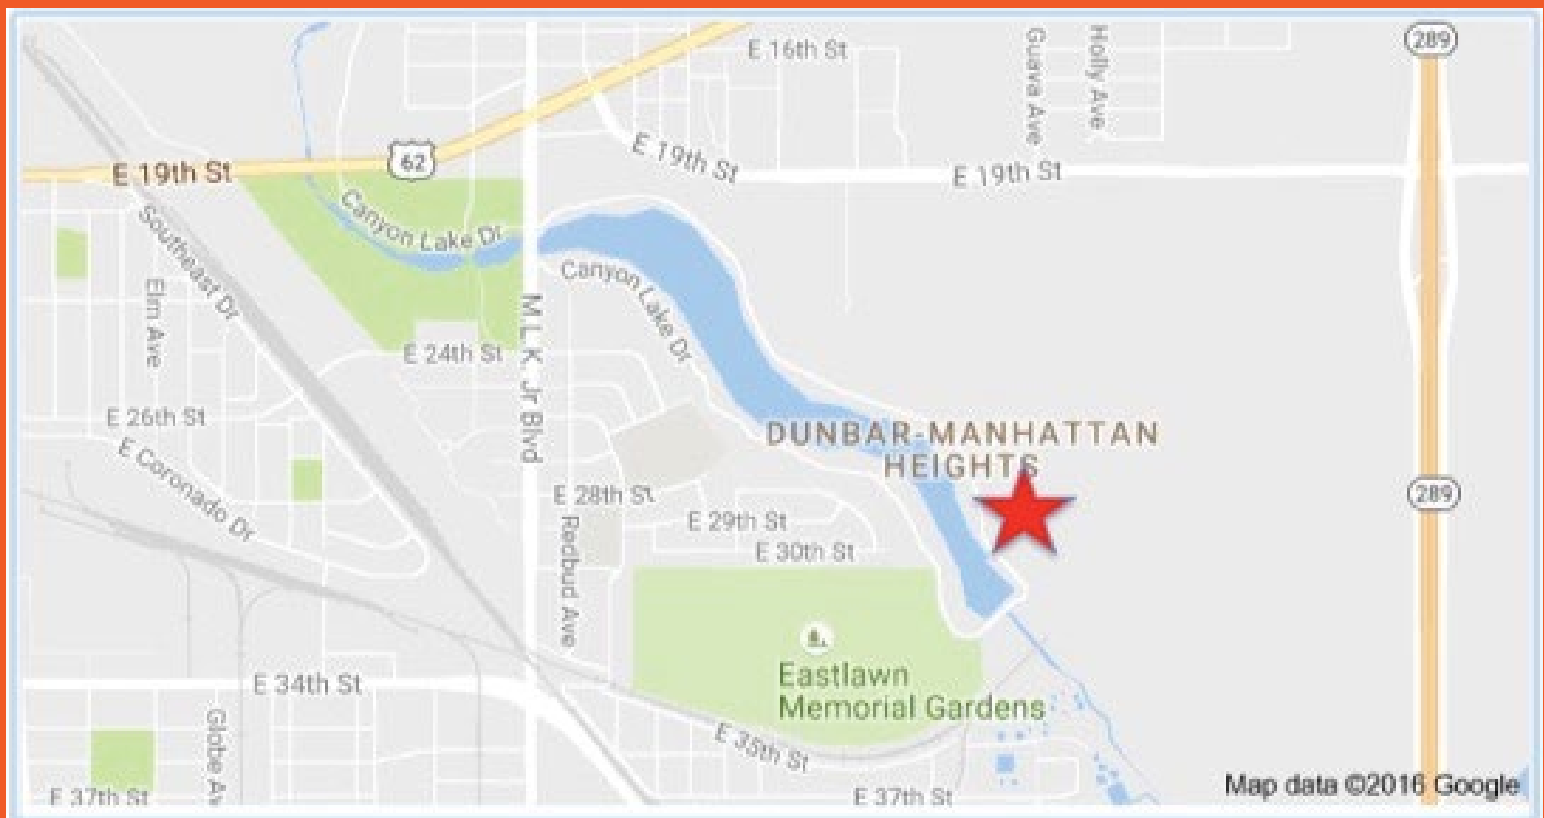 E 16th St
Guava Ave
Holly Ave
289
62
E 19th St
E 19th St
E 19th St
Canyon Lake Dr
Southeast Dr
Elm Ave
Canyon Lake Dr
M.L.K. Jr Blvd
E 24th St
E 26th St
E Coronado Dr
DUNBAR-MANHATTAN
HEIGHTS
289
E 28th St
E 29th St
E 30th St
Redbud Ave
Eastlawn
Memorial Gardens
E 34th St
Globe Av
E 35th St
Map data ©2016 Google
E 37th St
E 37th St